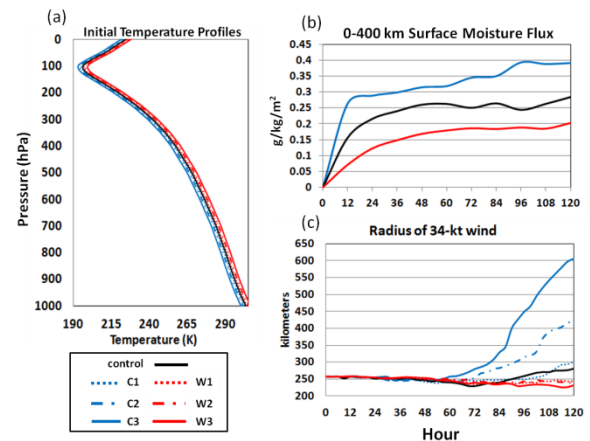 (a)
Initial Temperature Profiles
0
100
200
300
400
500
600
700
800
900
1000
Pressure (hPa)
190 215 240 265 290
Temperature (K)
control
C1 W1
C2 W2
C3 W3
(b)
0-400 km Surface Moisture Flux
0.45
0.4
0.35
0.3
0.25
0.2
0.15
0.1
0.05
0
g/kg/m²
0 12 24 36 48 60 72 84 96 108 120
(c)
Radius of 34-kt wind
650
600
550
500
450
400
350
300
250
200
kilometers
0 12 24 36 48 60 72 84 96 108 120
Hour